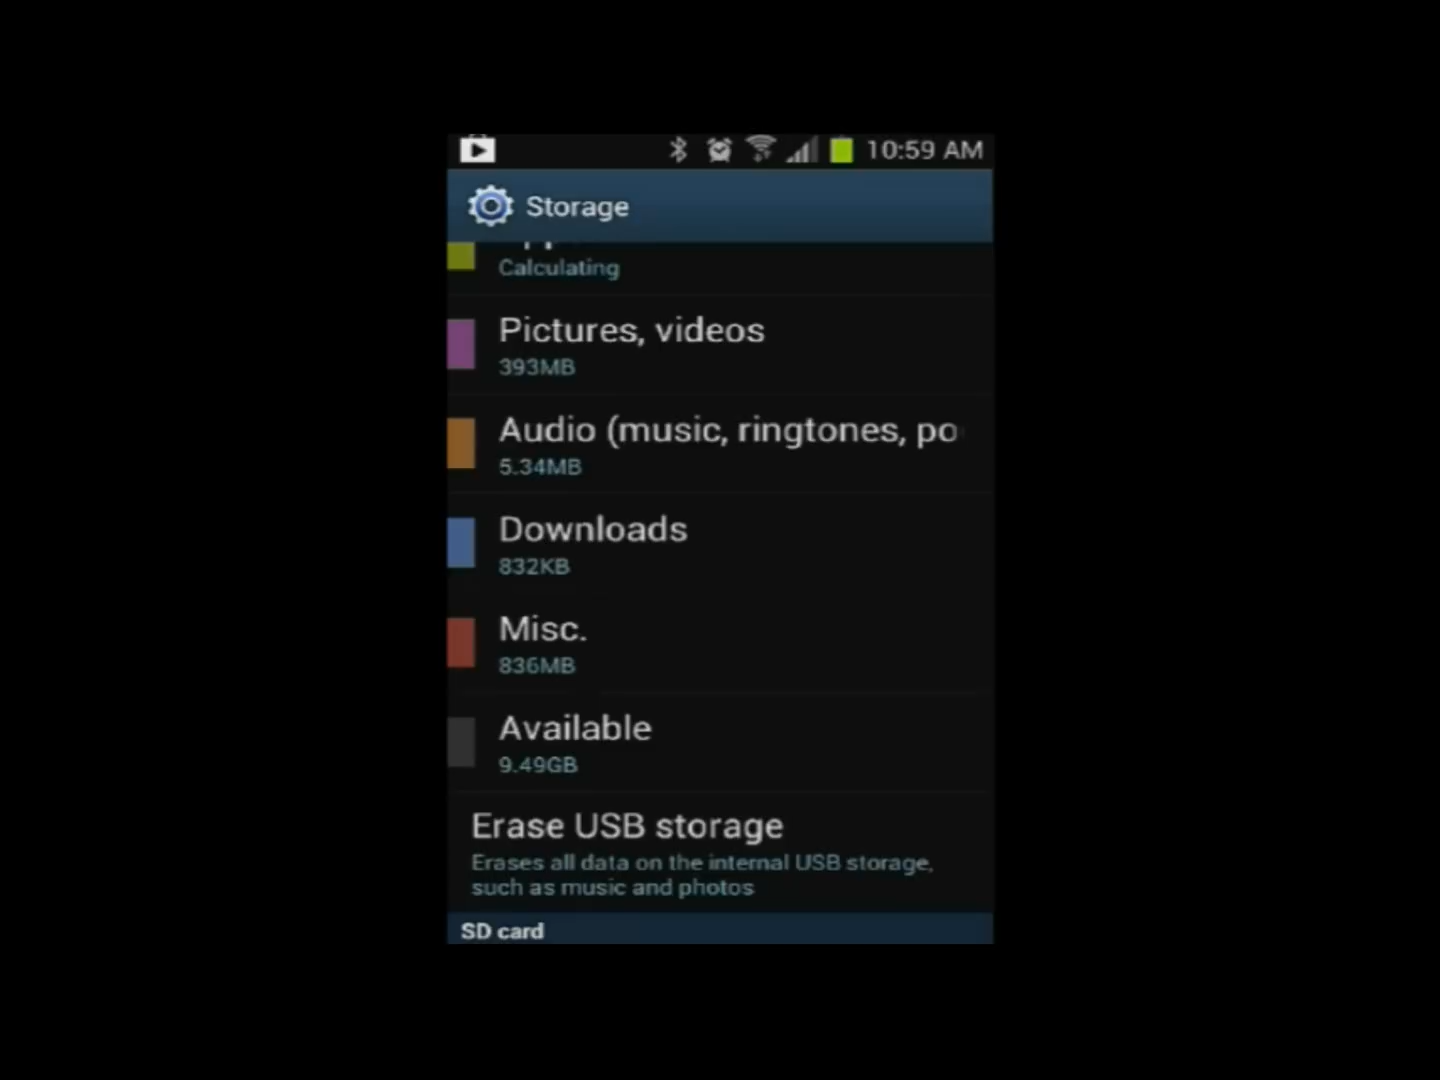 10:59 AM
Storage
Calculating
Pictures, videos
393MB
Audio (music, ringtones, po
5.34MB
Downloads
832KB
Misc.
836MB
Available
9.49GB
Erase USB storage
Erases all data on the internal USB storage,
such as music and photos
SD card